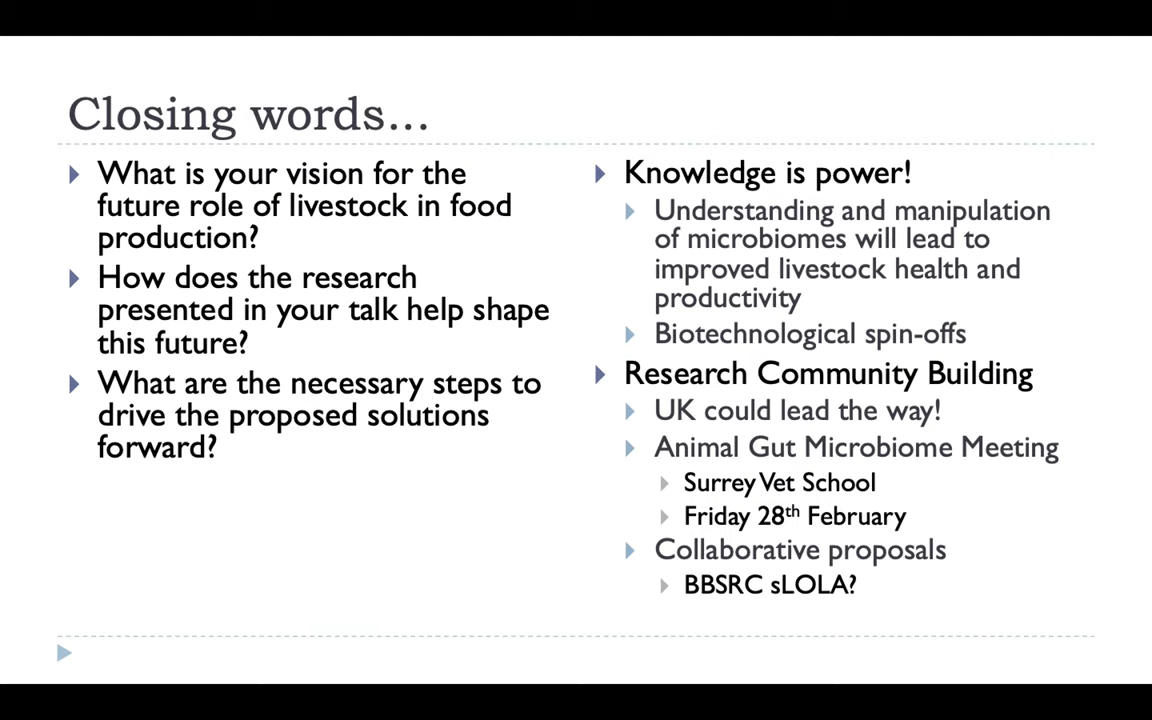 Closing words...
What is your vision for the
future role of livestock in food
production?
How does the research
presented in your talk help shape
this future?
What are the necessary steps to
drive the proposed solutions
forward?
Knowledge is power!
Understanding and manipulation
of microbiomes will lead to
improved livestock health and
productivity
Biotechnological spin-offs
Research Community Building
UK could lead the way!
Animal Gut Microbiome Meeting
Surrey Vet School
Friday 28th February
Collaborative proposals
BBSRC sLOLA?